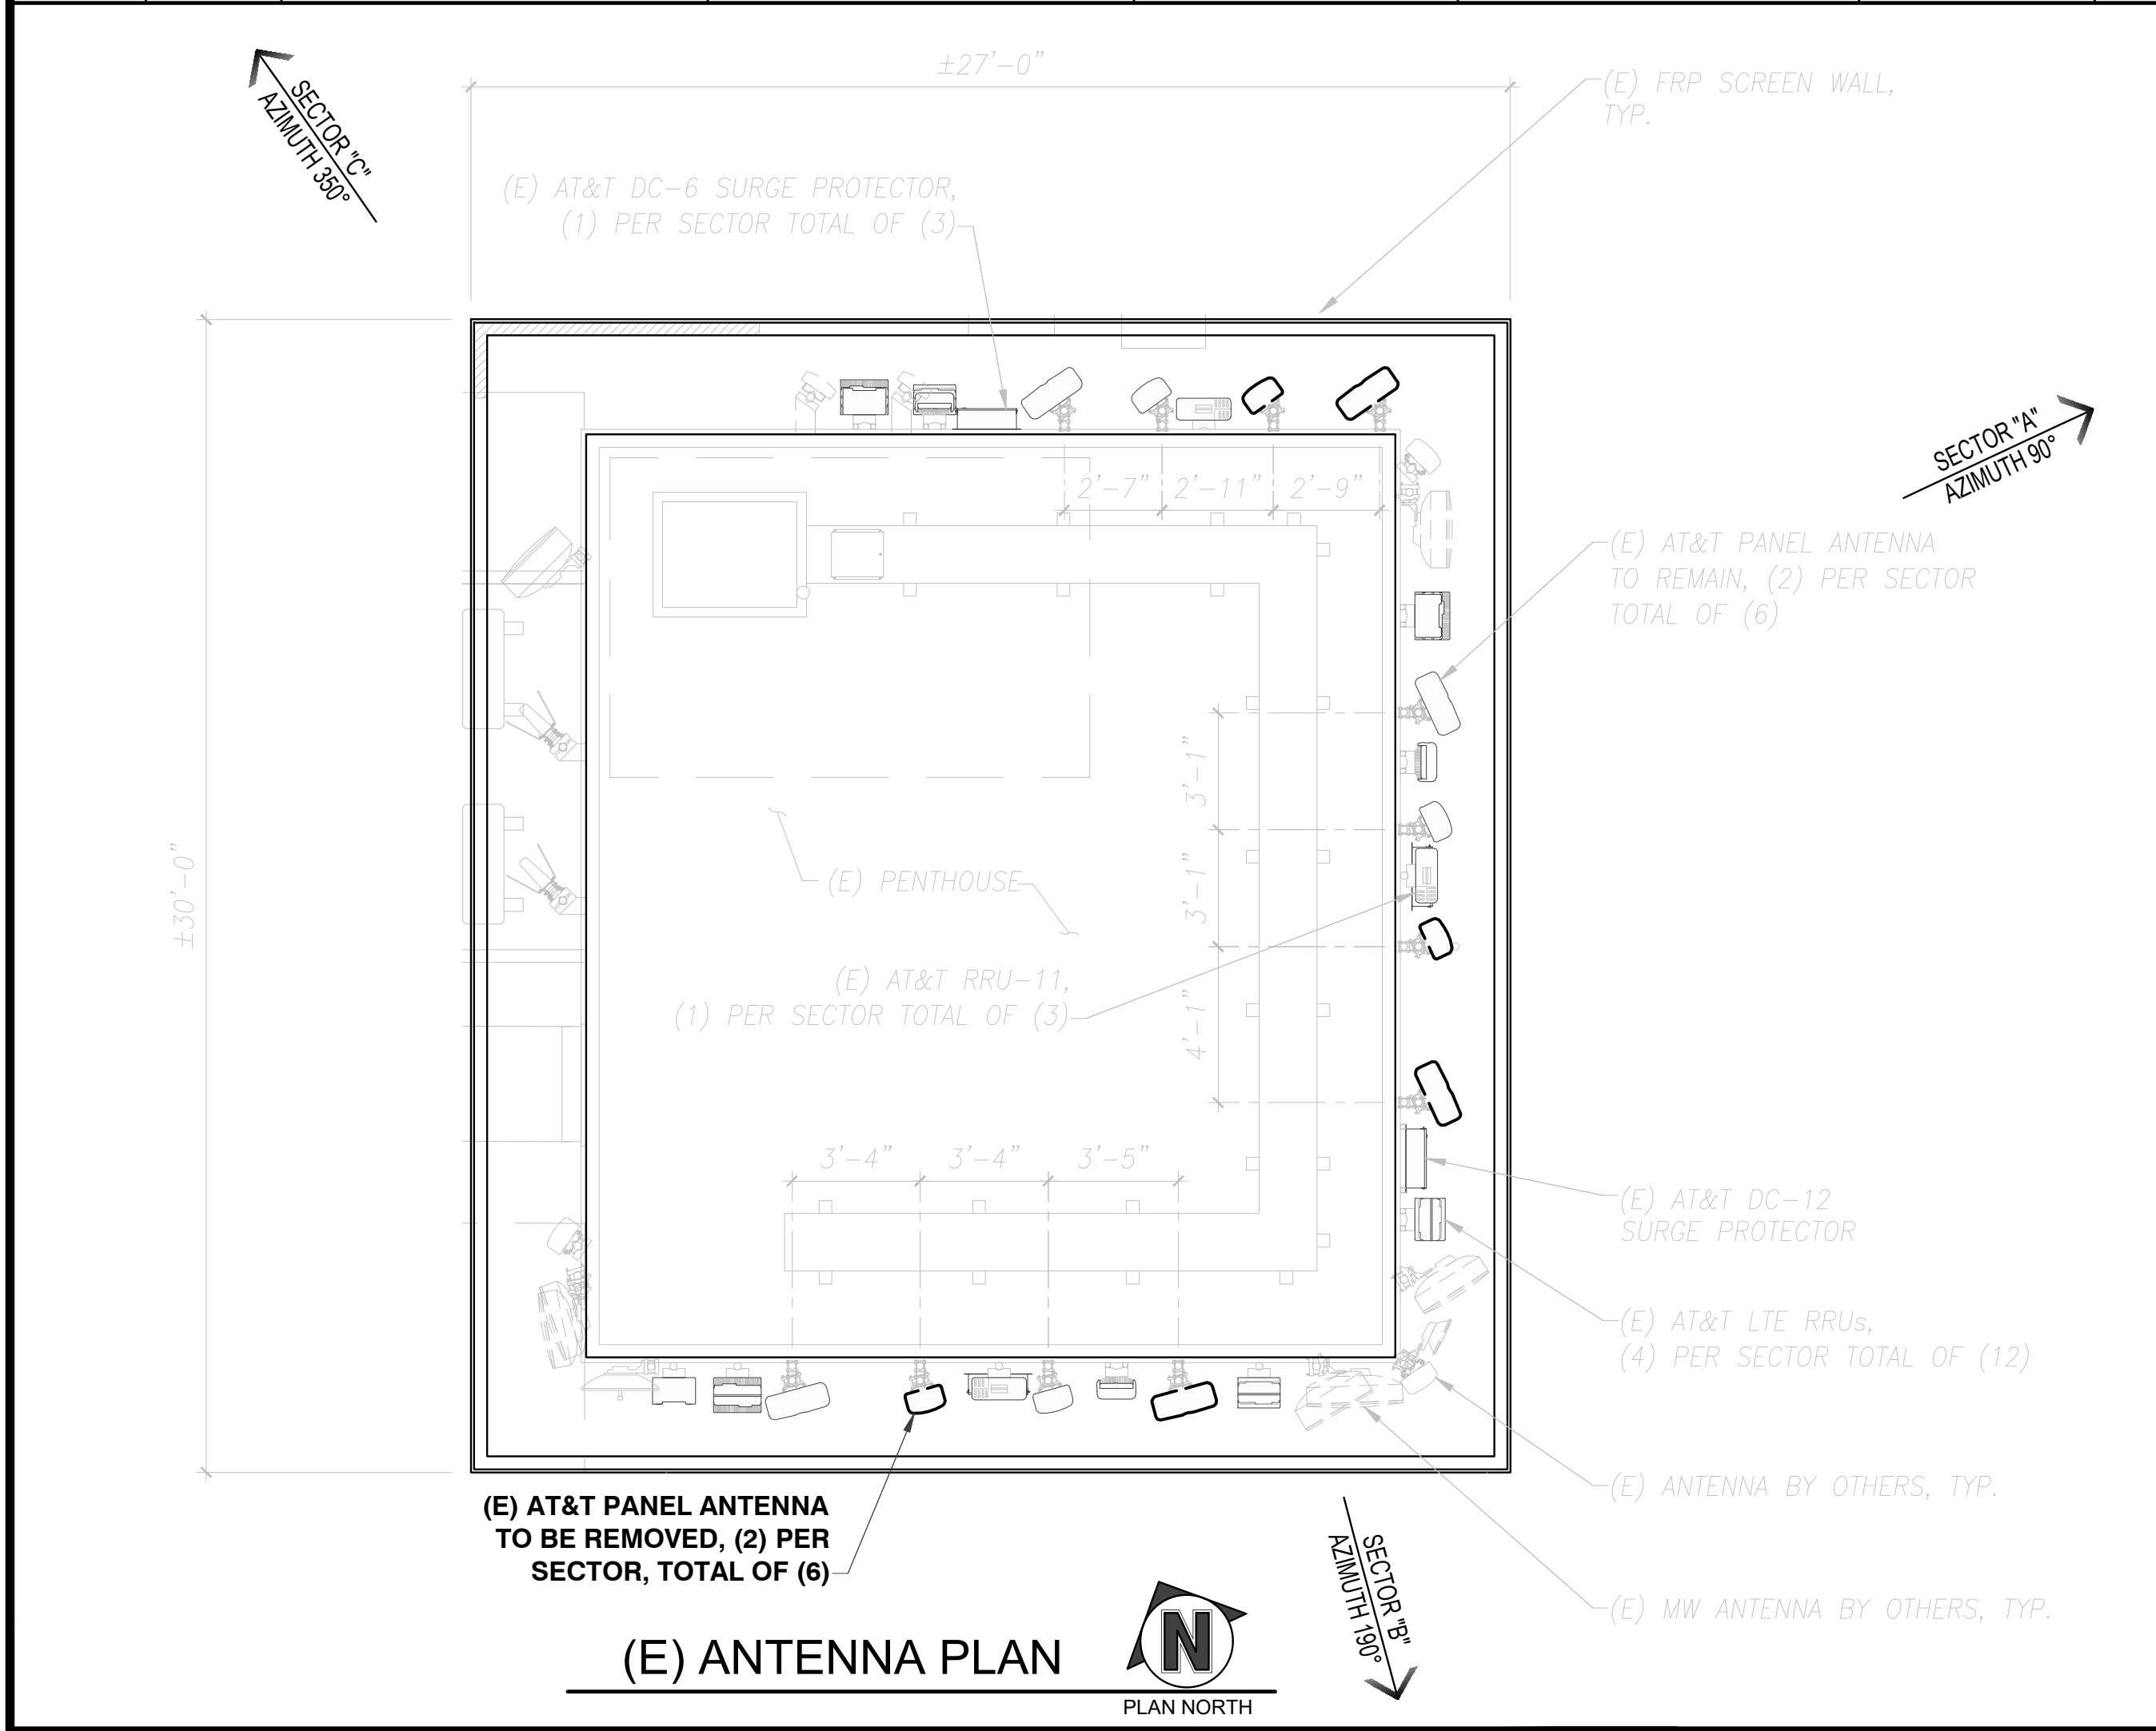 ±27'-0"
(E) FRP SCREEN WALL,
TYP.
SECTOR "C"
AZIMUTH 350°
(E) AT&T DC-6 SURGE PROTECTOR,
(1) PER SECTOR TOTAL OF (3)
SECTOR "A"
AZIMUTH 90°
2'-7" 2'-11" 2'-9"
(E) AT&T PANEL ANTENNA
TO REMAIN, (2) PER SECTOR
TOTAL OF (6)
3'-1"
±30'-0"
(E) PENTHOUSE
3'-1"
(E) AT&T RRU-11,
(1) PER SECTOR TOTAL OF (3)
4'-1"
3'-4" 3'-4" 3'-5"
(E) AT&T DC-12
SURGE PROTECTOR
(E) AT&T LTE RRUs,
(4) PER SECTOR TOTAL OF (12)
(E) ANTENNA BY OTHERS, TYP.
(E) AT&T PANEL ANTENNA
TO BE REMOVED, (2) PER
SECTOR, TOTAL OF (6)
SECTOR "B"
AZIMUTH 190°
(E) MW ANTENNA BY OTHERS, TYP.
(E) ANTENNA PLAN
N
PLAN NORTH